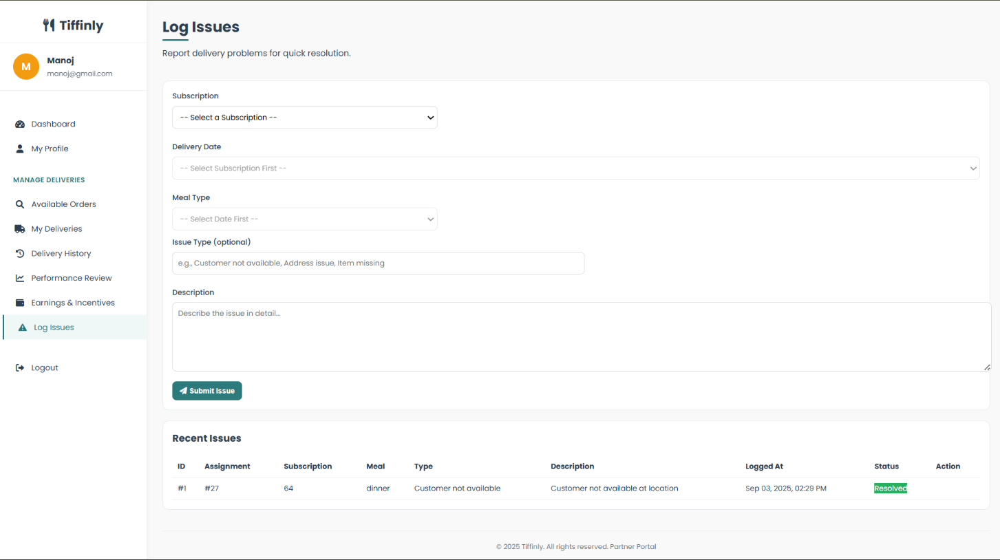 Tiffinly
M
Manoj
manoj@gmail.com
Dashboard
My Profile
MANAGE DELIVERIES
Available Orders
My Deliveries
Delivery History
Performance Review
Earnings & Incentives
Log Issues
Logout
Log Issues
Report delivery problems for quick resolution.
Subscription
-- Select a Subscription --
Delivery Date
-- Select Subscription First --
Meal Type
-- Select Date First --
Issue Type (optional)
e.g., Customer not available, Address issue, Item missing
Description
Describe the issue in detail...
Submit Issue
Recent Issues
ID Assignment Subscription Meal Type Description Logged At Status Action
#1 #27 64 dinner Customer not available Customer not available at location Sep 03, 2025, 02:29 PM Resolved
© 2025 Tiffinly. All rights reserved. Partner Portal